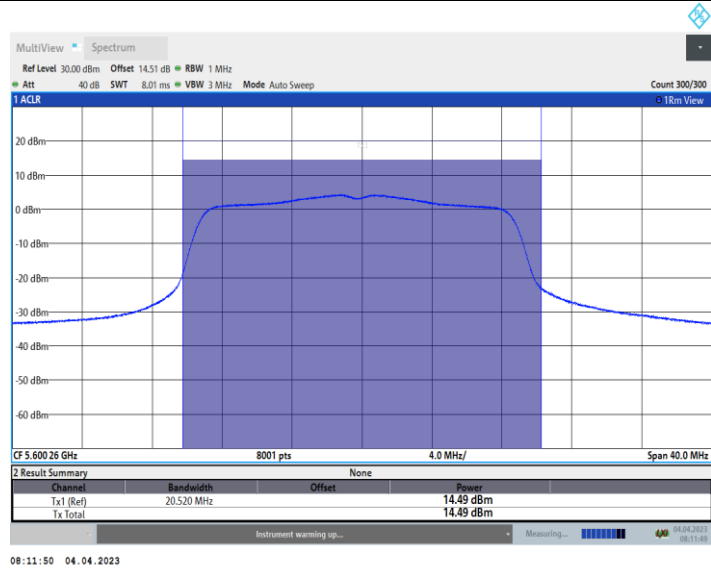 MultiView Spectrum
Ref Level 30.00 dBm Offset 14.51 dB RBW 1 MHz
Att 40 dB SWT 8.01 ms VBW 3 MHz Mode Auto Sweep Count 300/300
1 ACLR 1Rm View
20 dBm
10 dBm
0 dBm
-10 dBm
-20 dBm
-30 dBm
-40 dBm
-50 dBm
-60 dBm
CF 5.600 26 GHz 8001 pts 4.0 MHz/ Span 40.0 MHz
2 Result Summary None
Channel Bandwidth Offset Power
Tx1 (Ref) 20.520 MHz 14.49 dBm
Tx Total 14.49 dBm
Instrument warming up... Measuring... 04.04.2023
08:11:49
08:11:50 04.04.2023